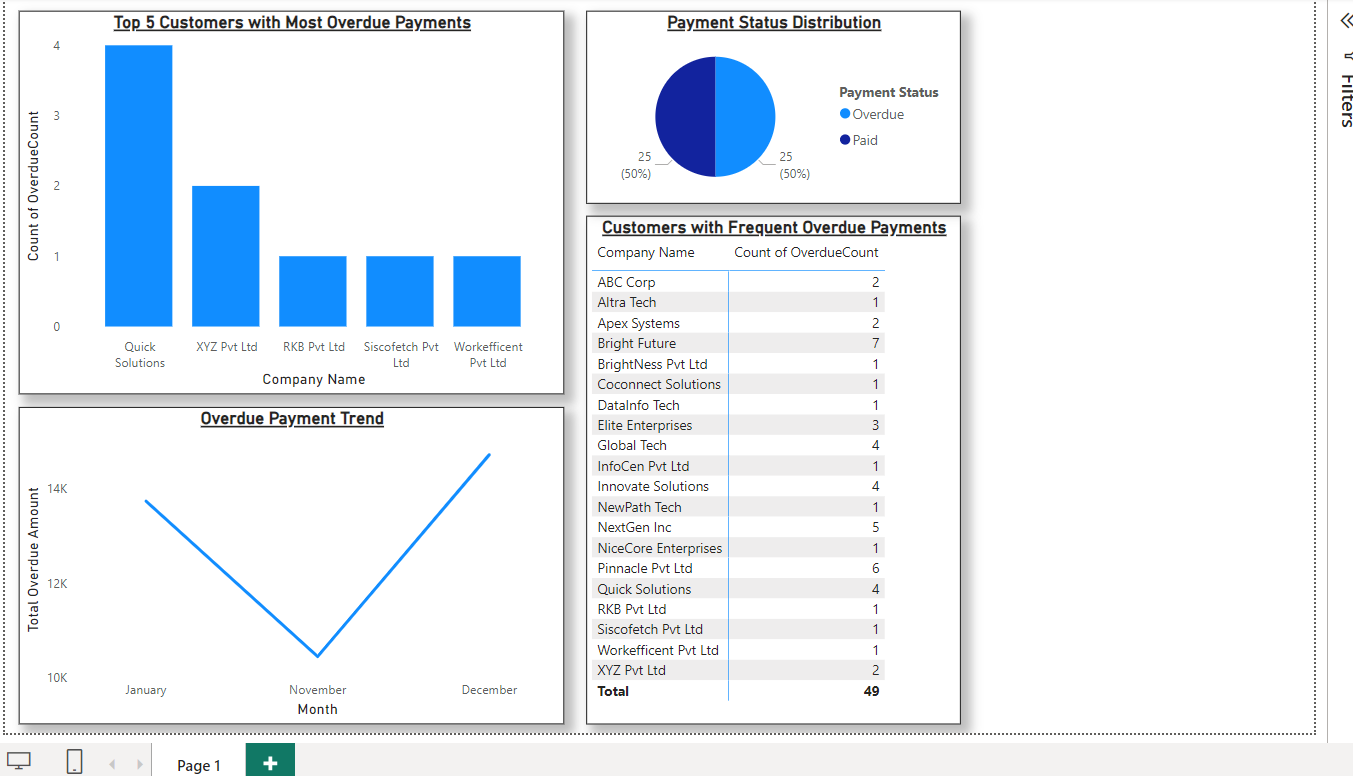 Top 5 Customers with Most Overdue Payments
4
3
2
1
0
Count of OverdueCount
Quick
Solutions
XYZ Pvt Ltd
RKB Pvt Ltd
Siscofetch Pvt
Ltd
Workefficent
Pvt Ltd
Company Name
Payment Status Distribution
25
(50%)
25
(50%)
Payment Status
Overdue
Paid
Customers with Frequent Overdue Payments
Company Name Count of OverdueCount
ABC Corp 2
Altra Tech 1
Apex Systems 2
Bright Future 7
BrightNess Pvt Ltd 1
Coconnect Solutions 1
DataInfo Tech 1
Elite Enterprises 3
Global Tech 4
InfoCen Pvt Ltd 1
Innovate Solutions 4
NewPath Tech 1
NextGen Inc 5
NiceCore Enterprises 1
Pinnacle Pvt Ltd 6
Quick Solutions 4
RKB Pvt Ltd 1
Siscofetch Pvt Ltd 1
Workefficent Pvt Ltd 1
XYZ Pvt Ltd 2
Total 49
Overdue Payment Trend
14K
12K
10K
Total Overdue Amount
January
November
December
Month
Filters
Page 1